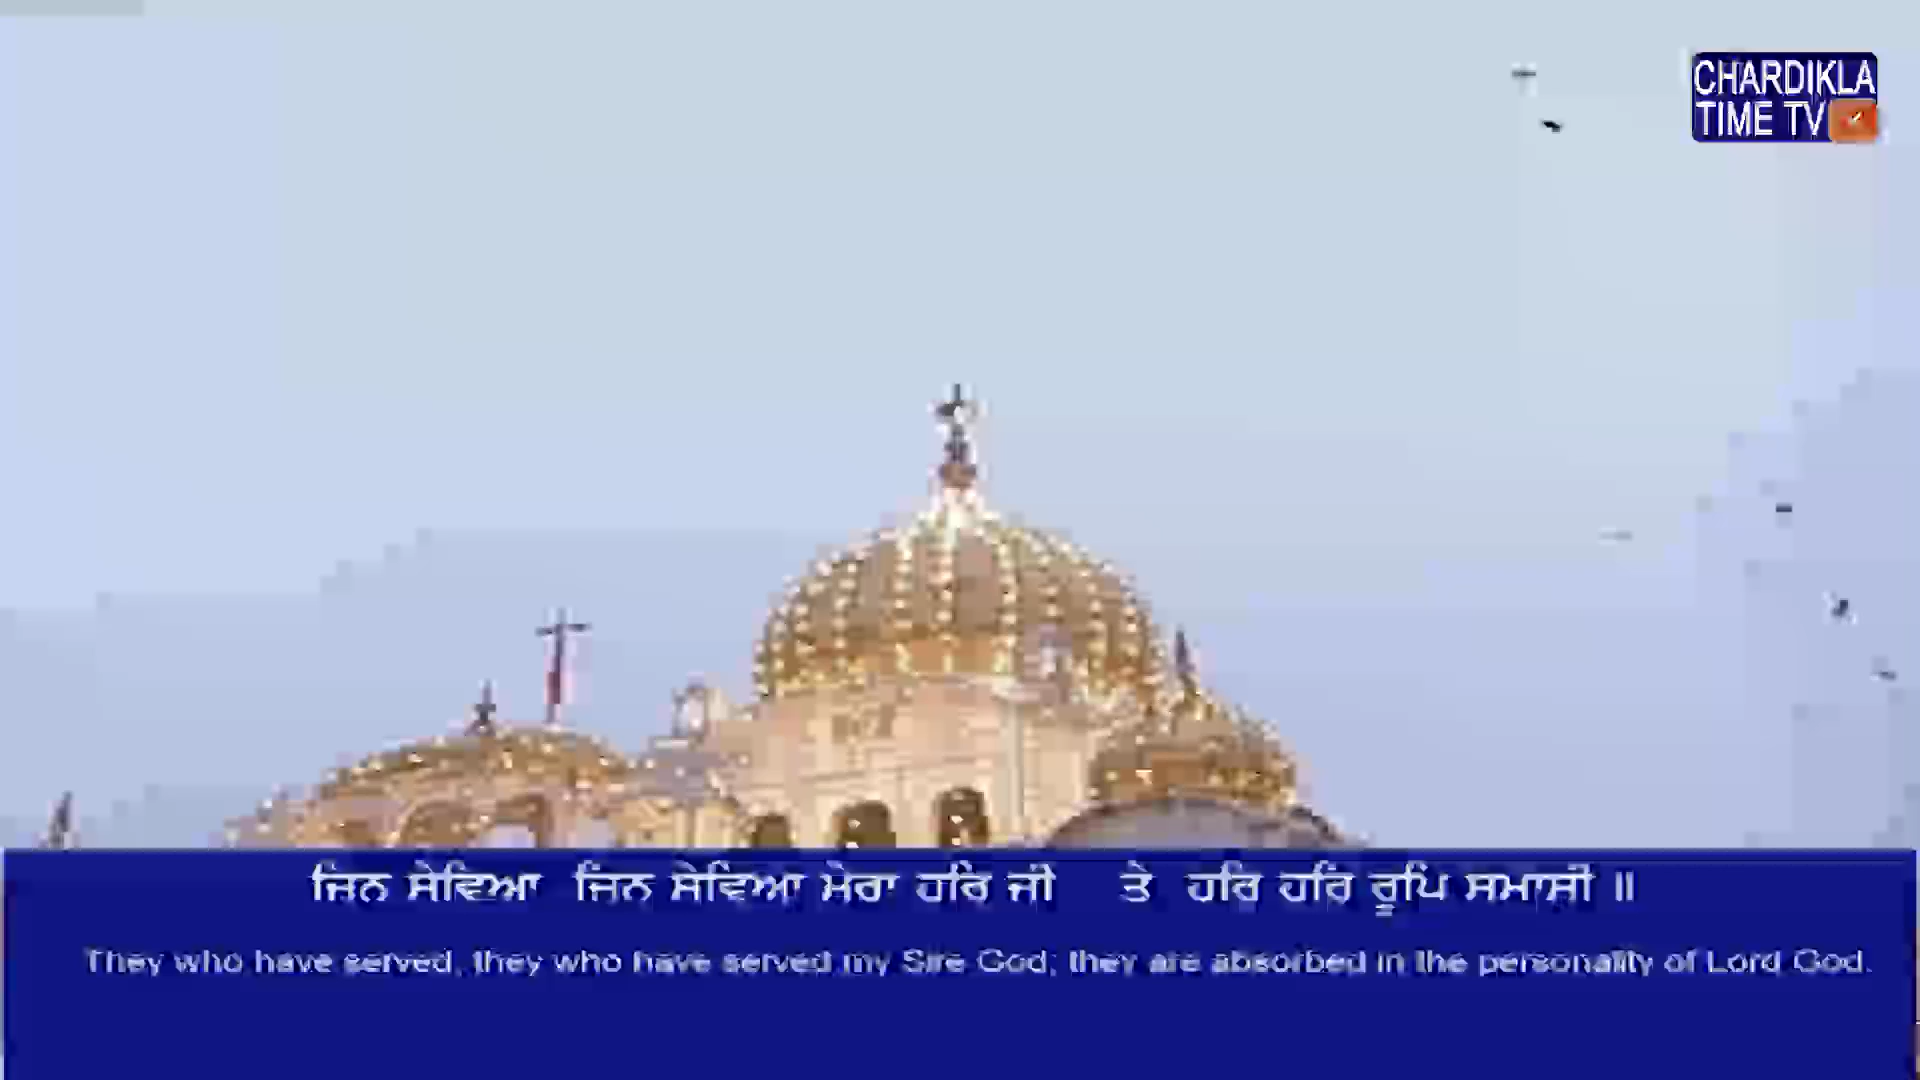 CHARDIKLA
TIME TV
ਜਿਨ ਸੇਵਿਆ ਜਿਨ ਸੇਵਿਆ ਮੇਰਾ ਹਰਿ ਜੀ ਤੇ ਹਰਿ ਹਰਿ ਰੂਪਿ ਸਮਾਸੀ ॥
They who have served, they who have served my Sire God; they are absorbed in the personality of Lord God.